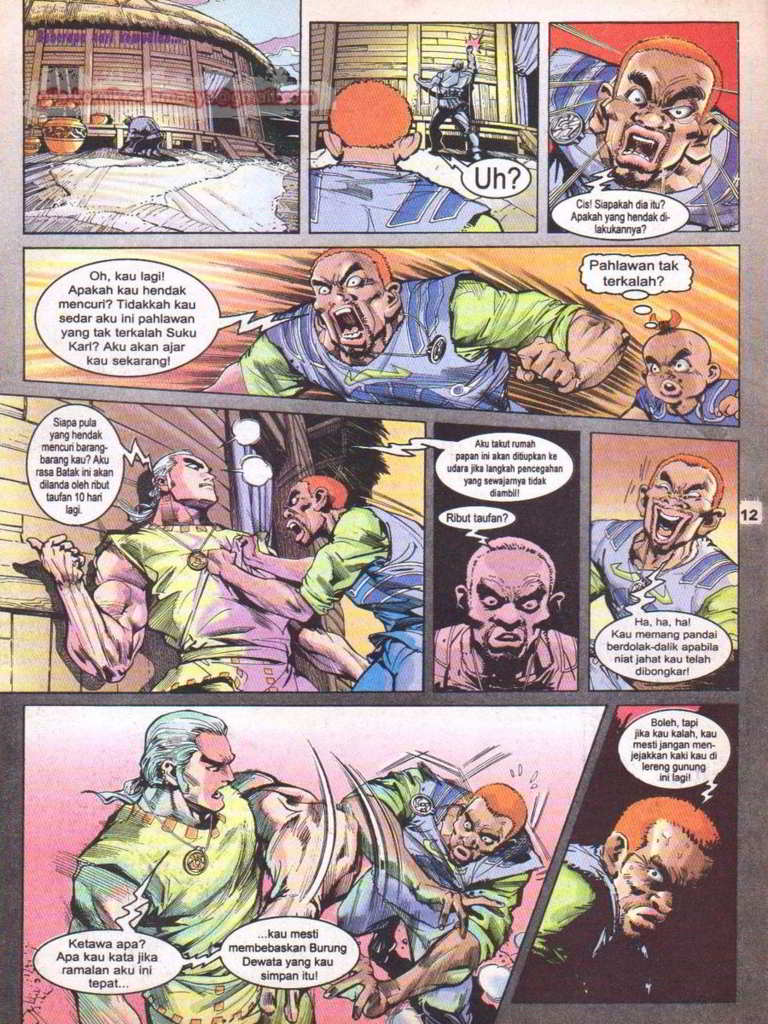 Beberapa hari kemudian...
Uh?
Cis! Siapakah dia itu?
Apakah yang hendak di-
lakukannya?
Oh, kau lagi!
Apakah kau hendak
mencuri? Tidakkah kau
sedar aku ini pahlawan
yang tak terkalah Suku
Karl? Aku akan ajar
kau sekarang!
Pahlawan tak
terkalah?
Siapa pula
yang hendak
mencuri barang-
barang kau? Aku
rasa Batak ini akan
dilanda oleh ribut
taufan 10 hari
lagi.
Aku takut rumah
papan ini akan ditiupkan ke
udara jika langkah pencegahan
yang sewajarnya tidak
diambil!
Ribut taufan?
Ha, ha, ha!
Kau memang pandai
berdolak-dalik apabila
niat jahat kau telah
dibongkar!
12
Ketawa apa?
Apa kau kata jika
ramalan aku ini
tepat...
...kau mesti
membebaskan Burung
Dewata yang kau
simpan itu!
Boleh, tapi
jika kau kalah, kau
mesti jangan men-
jejakkan kaki kau di
lereng gunung
ini lagi!